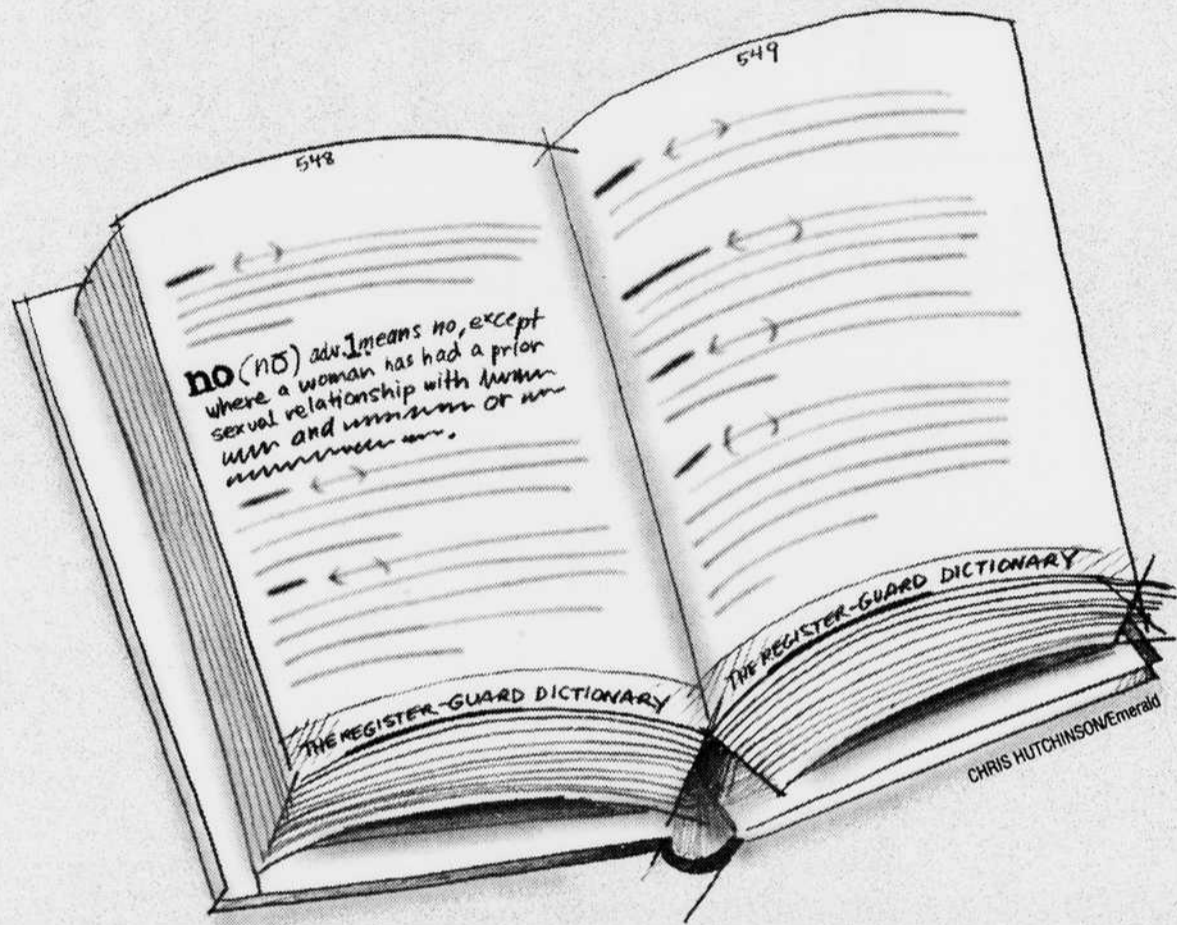 548
no (nō) adv. 1 means no, except
where a woman has had a prior
sexual relationship with
and or
THE REGISTER-GUARD DICTIONARY
549
THE REGISTER-GUARD DICTIONARY
CHRIS HUTCHINSON/Emerald